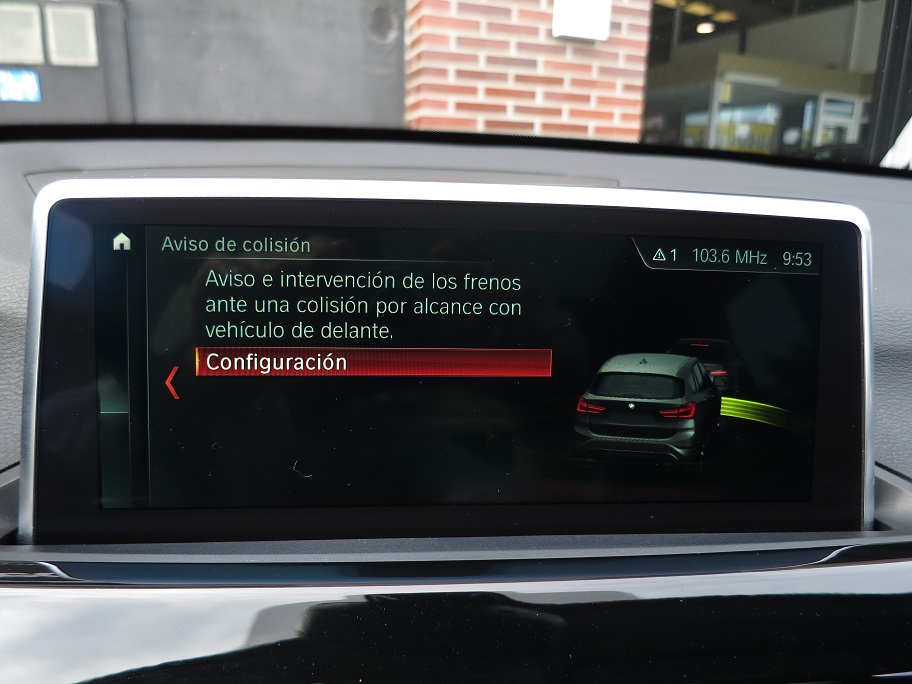 Aviso de colisión
1 103.6 MHz 9:53
Aviso e intervención de los frenos
ante una colisión por alcance con
vehículo de delante.
Configuración